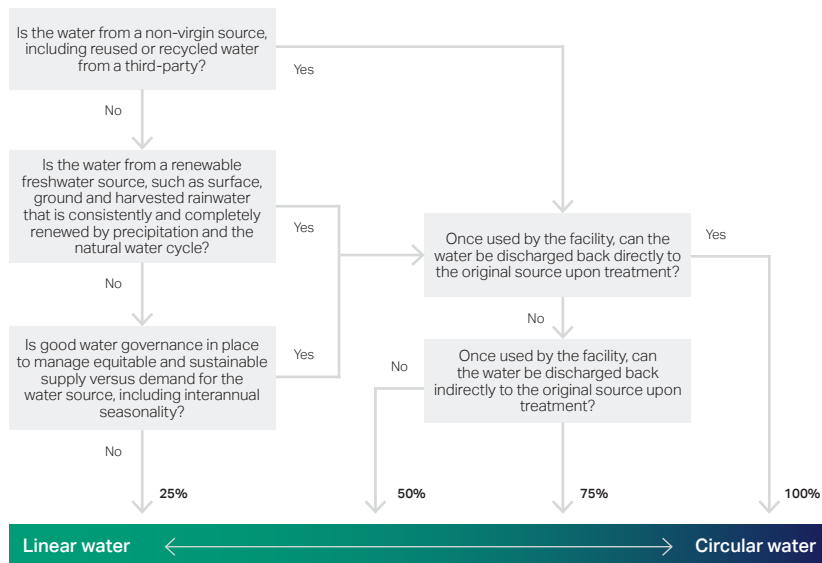 Is the water from a non-virgin source,
including reused or recycled water
from a third-party?
Yes
No
Is the water from a renewable
freshwater source, such as surface,
ground and harvested rainwater
that is consistently and completely
renewed by precipitation and the
natural water cycle?
Yes
No
Is good water governance in place
to manage equitable and sustainable
supply versus demand for the
water source, including interannual
seasonality?
Yes
No
Once used by the facility, can the
water be discharged back directly to
the original source upon treatment?
Yes
No
Once used by the facility, can
the water be discharged back
indirectly to the original source upon
treatment?
No
25%
50%
75%
100%
Linear water
Circular water